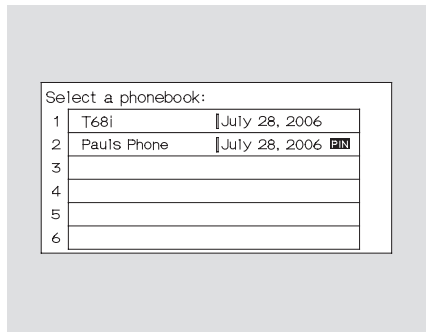 Select a phonebook:
1 T68i July 28, 2006
2 Pauls Phone July 28, 2006 PIN
3
4
5
6